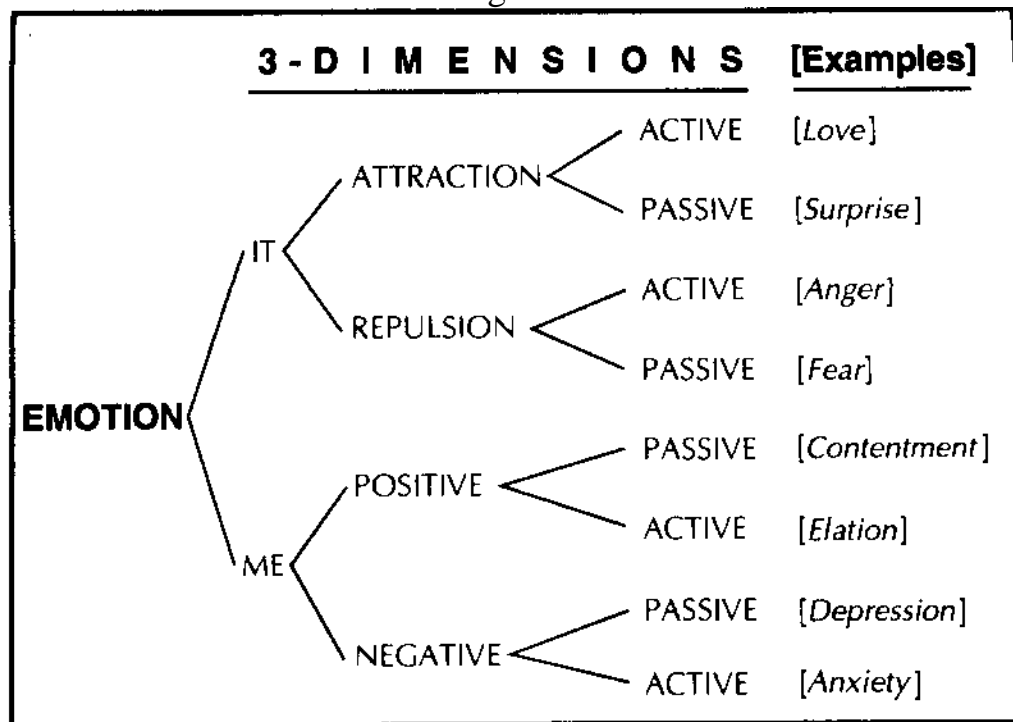 3-DIMENSIONS [Examples]
ACTIVE [Love]
ATTRACTION
PASSIVE [Surprise]
IT
ACTIVE [Anger]
REPULSION
PASSIVE [Fear]
EMOTION
PASSIVE [Contentment]
POSITIVE
ACTIVE [Elation]
ME
PASSIVE [Depression]
NEGATIVE
ACTIVE [Anxiety]